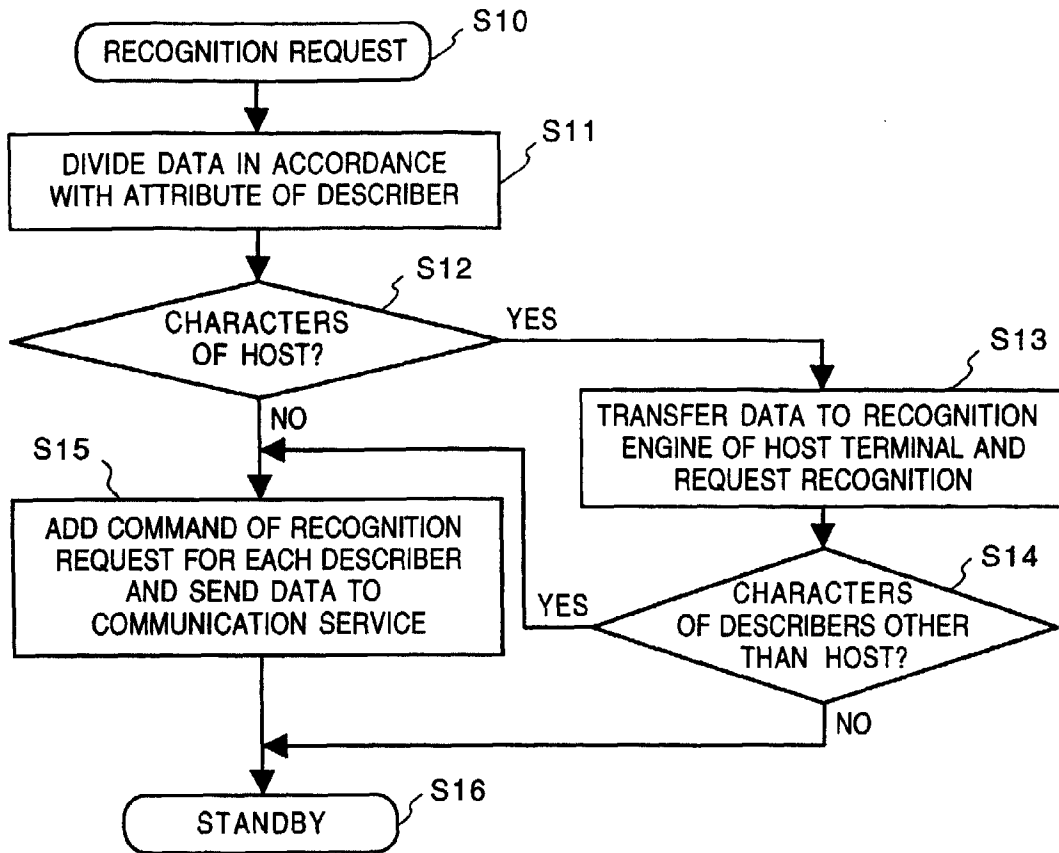 S10
RECOGNITION REQUEST
S11
DIVIDE DATA IN ACCORDANCE
WITH ATTRIBUTE OF DESCRIBER
S12
CHARACTERS
OF HOST?
YES
NO
S13
TRANSFER DATA TO RECOGNITION
ENGINE OF HOST TERMINAL AND
REQUEST RECOGNITION
S14
CHARACTERS
OF DESCRIBERS OTHER
THAN HOST?
YES
NO
S15
ADD COMMAND OF RECOGNITION
REQUEST FOR EACH DESCRIBER
AND SEND DATA TO
COMMUNICATION SERVICE
S16
STANDBY